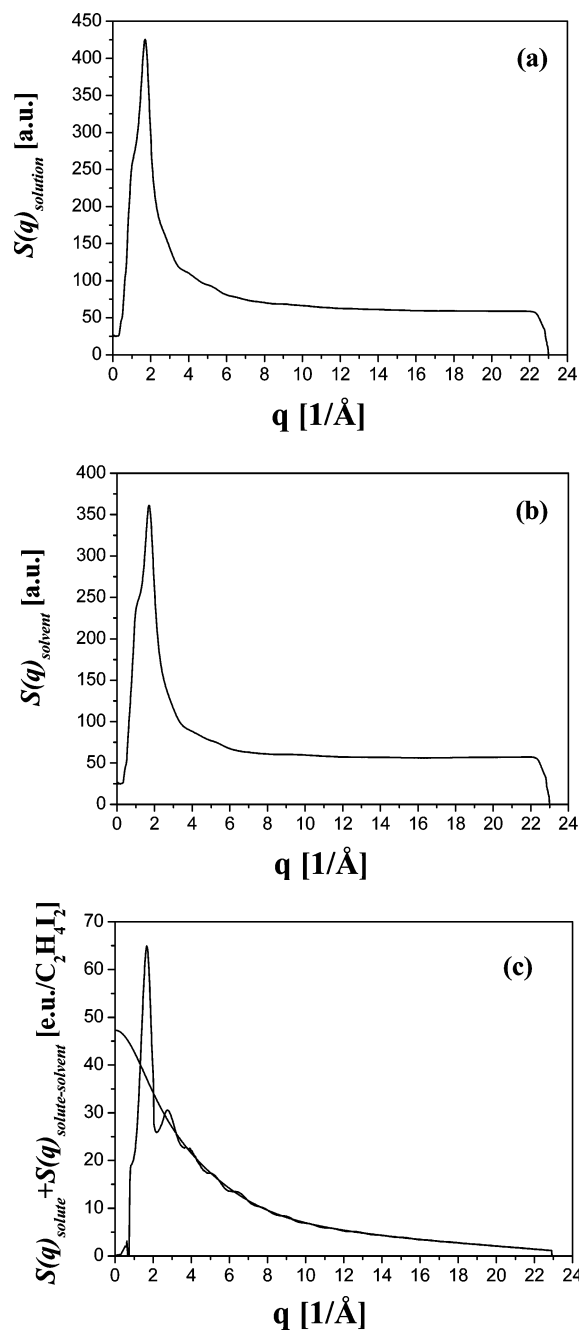 (a)
S(q)solution [a.u.]
450
400
350
300
250
200
150
100
50
0
0 2 4 6 8 10 12 14 16 18 20 22 24
q [1/Å]
(b)
S(q)solvent [a.u.]
400
350
300
250
200
150
100
50
0
0 2 4 6 8 10 12 14 16 18 20 22 24
q [1/Å]
(c)
S(q)solute+S(q)solute-solvent [e.u./C2H4I2]
70
60
50
40
30
20
10
0
0 2 4 6 8 10 12 14 16 18 20 22 24
q [1/Å]